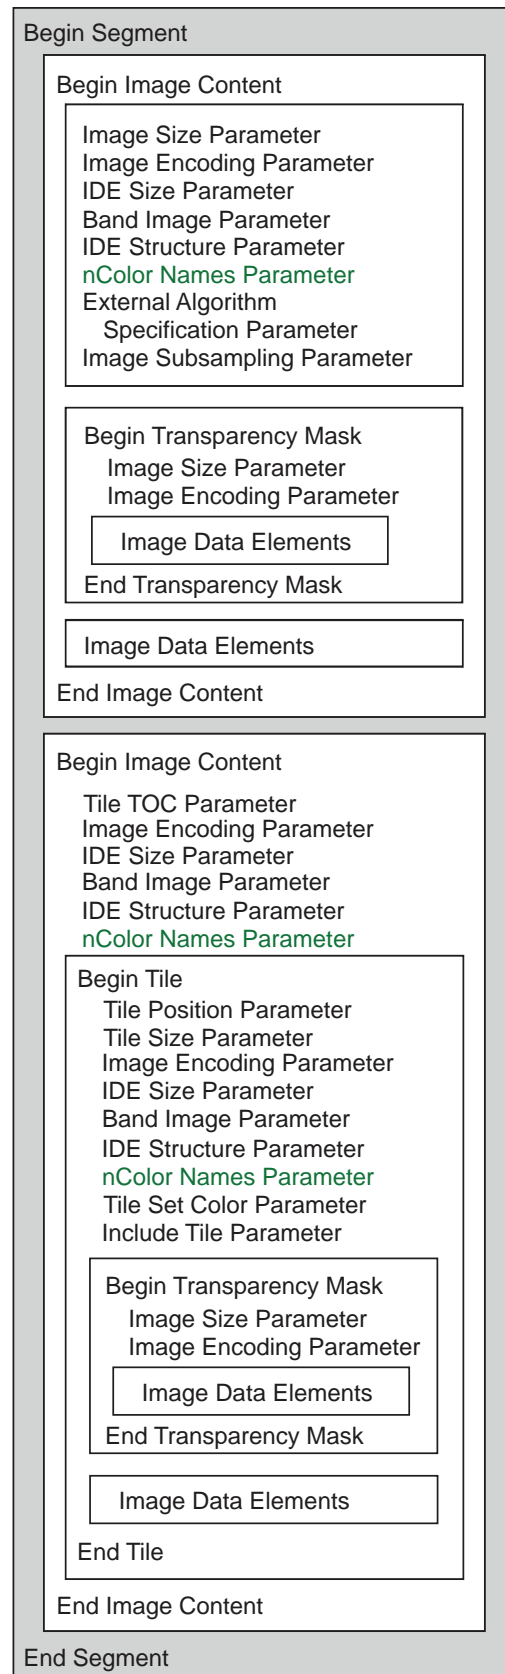 Begin Segment
Begin Image Content
Image Size Parameter
Image Encoding Parameter
IDE Size Parameter
Band Image Parameter
IDE Structure Parameter
nColor Names Parameter
External Algorithm
Specification Parameter
Image Subsampling Parameter
Begin Transparency Mask
Image Size Parameter
Image Encoding Parameter
Image Data Elements
End Transparency Mask
Image Data Elements
End Image Content
Begin Image Content
Tile TOC Parameter
Image Encoding Parameter
IDE Size Parameter
Band Image Parameter
IDE Structure Parameter
nColor Names Parameter
Begin Tile
Tile Position Parameter
Tile Size Parameter
Image Encoding Parameter
IDE Size Parameter
Band Image Parameter
IDE Structure Parameter
nColor Names Parameter
Tile Set Color Parameter
Include Tile Parameter
Begin Transparency Mask
Image Size Parameter
Image Encoding Parameter
Image Data Elements
End Transparency Mask
Image Data Elements
End Tile
End Image Content
End Segment